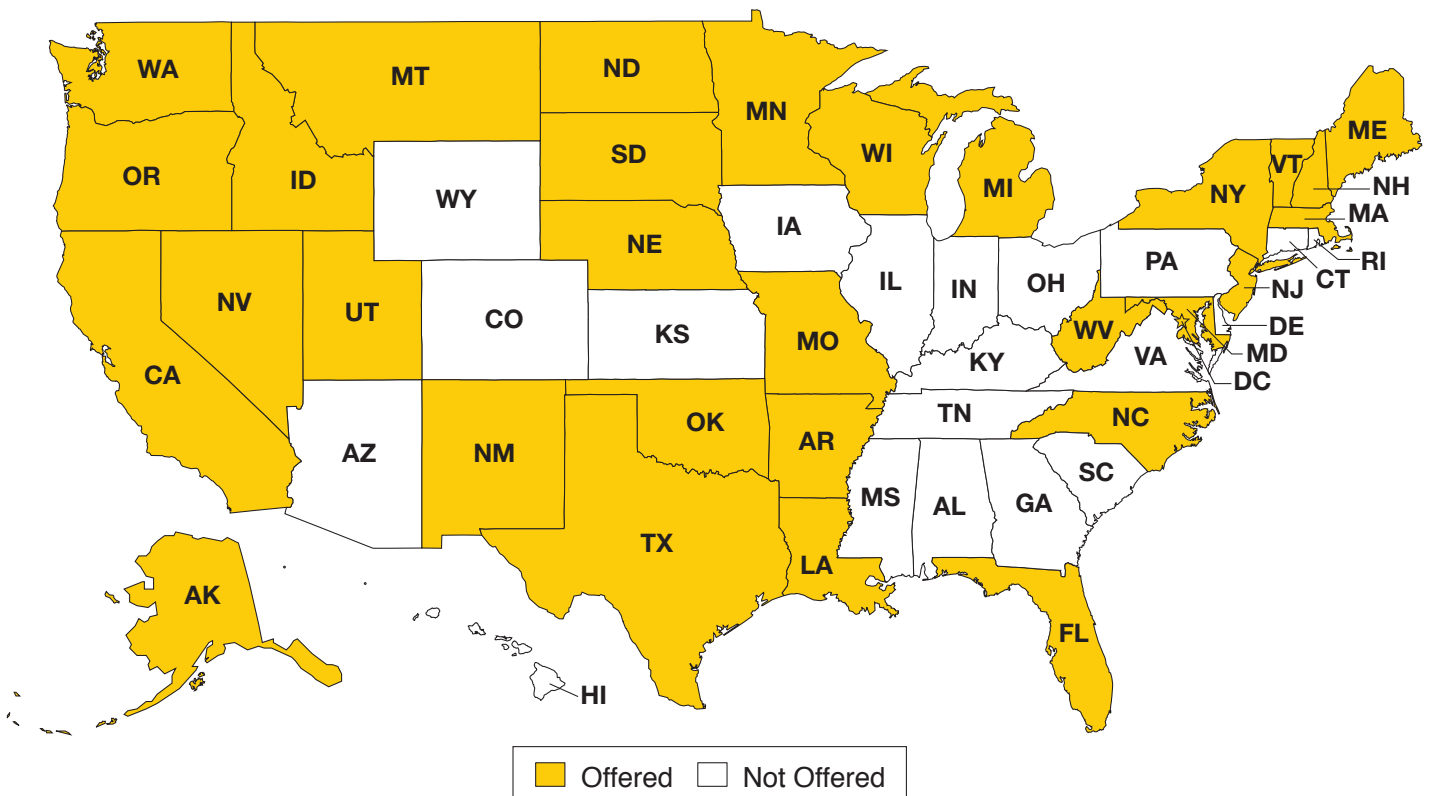 WA
MT
ND
MN
ME
OR
ID
SD
WI
MI
VT
NY
NH
MA
WY
IA
NE
PA
RI
CT
NV
UT
CO
KS
IL
IN
OH
NJ
CA
MO
WV
DE
MD
VA
DC
KY
AZ
NM
OK
AR
TN
NC
MS
AL
GA
SC
TX
LA
AK
FL
HI
Offered Not Offered